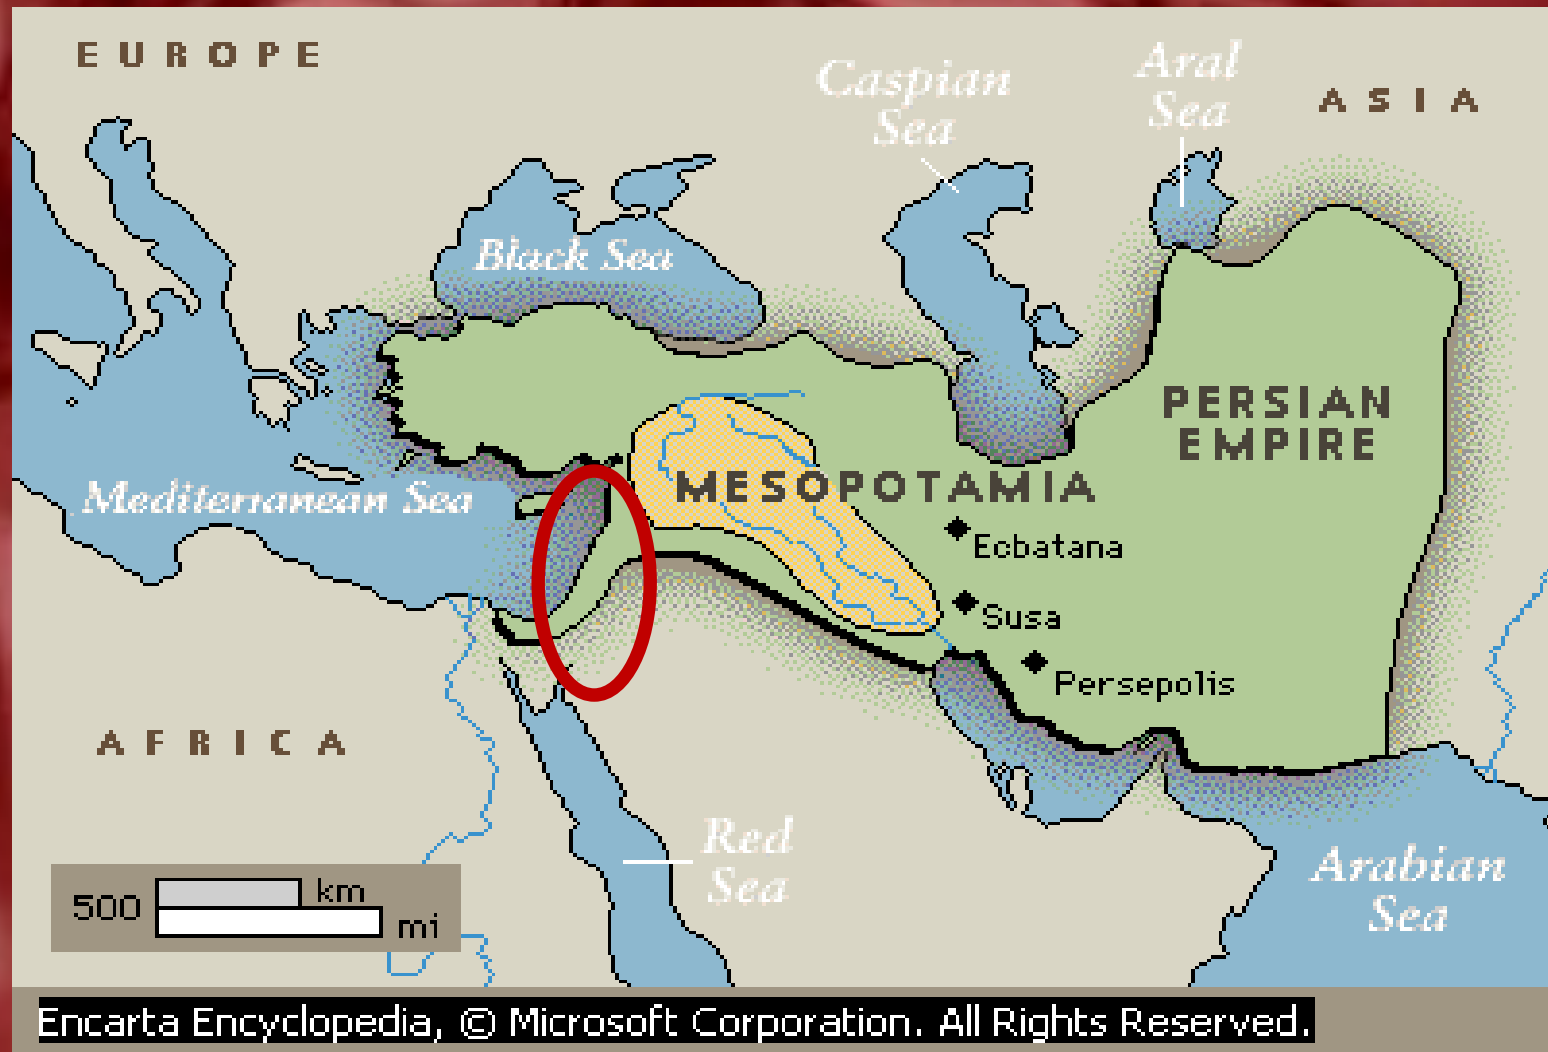 EUROPE
Caspian
Sea
Aral
Sea
ASIA
Black Sea
PERSIAN
EMPIRE
MESOPOTAMIA
Mediterranean Sea
Ecbatana
Susa
Persepolis
AFRICA
Red
Sea
Arabian
Sea
500
km
mi
Encarta Encyclopedia, © Microsoft Corporation. All Rights Reserved.